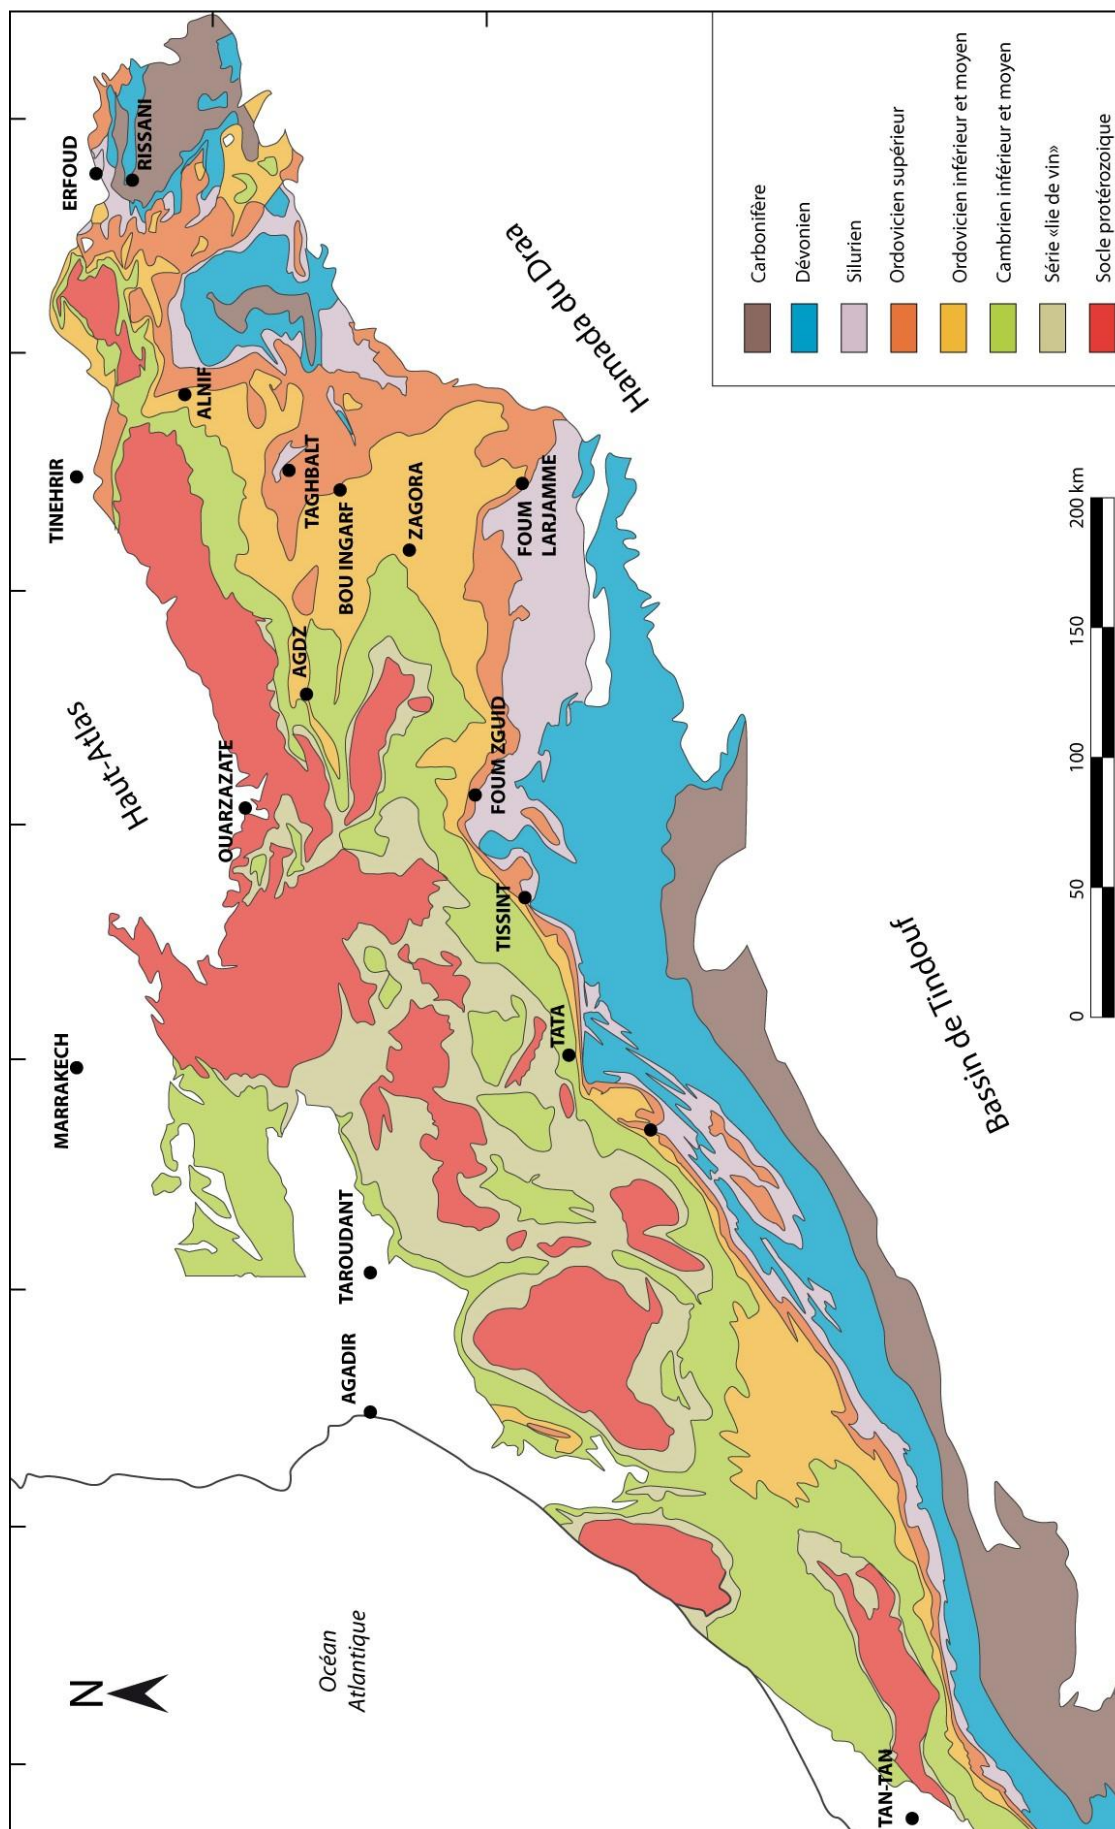 N
Océan
Atlantique
Haut-Atlas
Hamada du Draa
Bassin de Tindouf
MARRAKECH
AGADIR
TAROUDANT
OUARZAZATE
TINEHRIR
ERFOUD
RISSANI
ALNIF
TAGHBALT
BOU INGARF
AGDZ
ZAGORA
FOUM
LARJAMME
FOUM ZGUID
TISSINT
TATA
TAN-TAN
Carbonifère
Dévonien
Silurien
Ordovicien supérieur
Ordovicien inférieur et moyen
Cambrien inférieur et moyen
Série «lie de vin»
Socle protérozoique
0 50 100 150 200 km